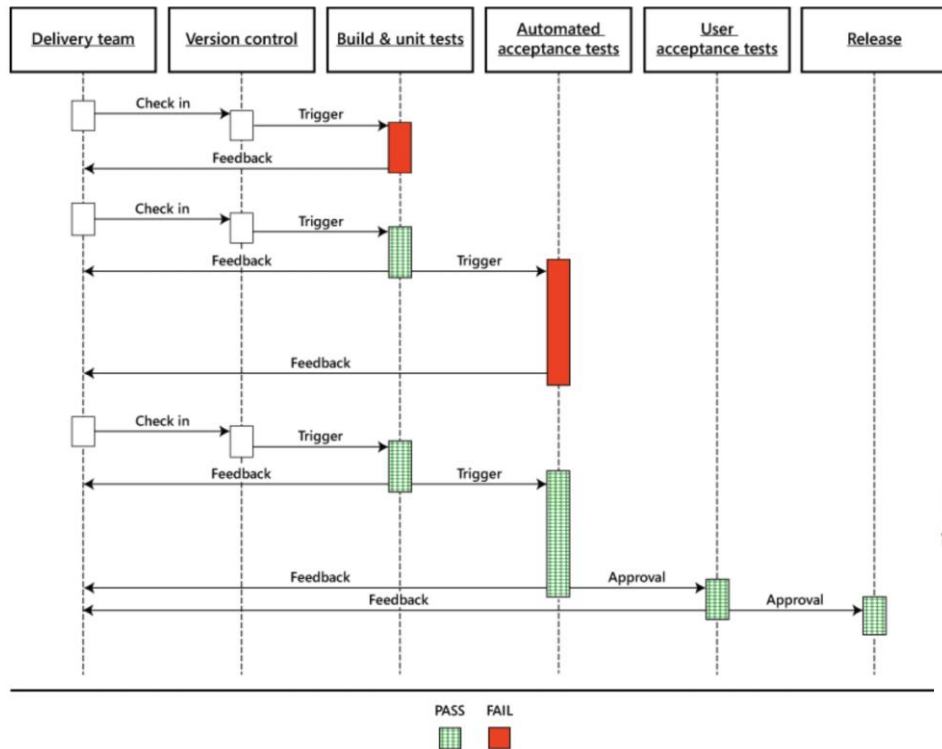 Delivery team
Version control
Build & unit tests
Automated
acceptance tests
User
acceptance tests
Release
Check in
Trigger
Feedback
Check in
Trigger
Feedback
Trigger
Feedback
Check in
Trigger
Feedback
Trigger
Feedback
Approval
Feedback
Approval
PASS
FAIL